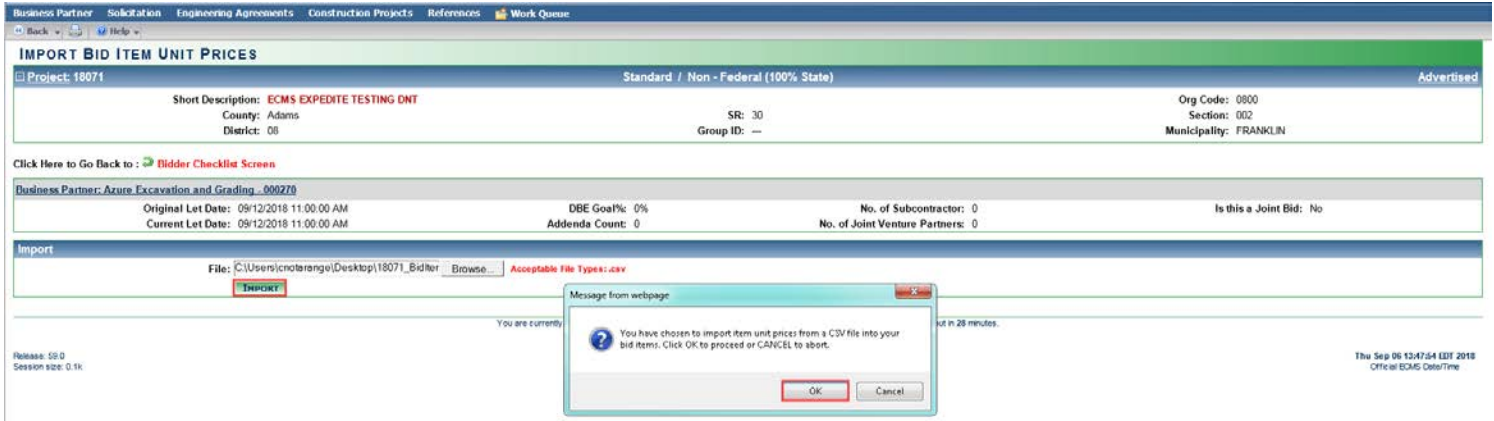 Business Partner Solicitation Engineering Agreements Construction Projects References Work Queue
Back Help
IMPORT BID ITEM UNIT PRICES
Project: 18071 Standard / Non - Federal (100% State) Advertised
Short Description: ECMS EXPEDITE TESTING DNT Org Code: 0800
County: Adams SR: 30 Section: 002
District: 08 Group ID: --- Municipality: FRANKLIN
Click Here to Go Back to : Bidder Checklist Screen
Business Partner: Azure Excavation and Grading - 000270
Original Let Date: 09/12/2018 11:00:00 AM DBE Goal%: 0% No. of Subcontractor: 0 Is this a Joint Bid: No
Current Let Date: 09/12/2018 11:00:00 AM Addenda Count: 0 No. of Joint Venture Partners: 0
Import
File: C:\Users\cnotarange\Desktop\18071_BidIter Browse... Acceptable File Types: .csv
IMPORT
Message from webpage
You are currently out in 28 minutes.
You have chosen to import item unit prices from a CSV file into your
bid items. Click OK to proceed or CANCEL to abort.
OK Cancel
Release: 59.0 Thu Sep 06 13:47:54 EDT 2018
Session size: 0.1k Official ECMS Date/Time